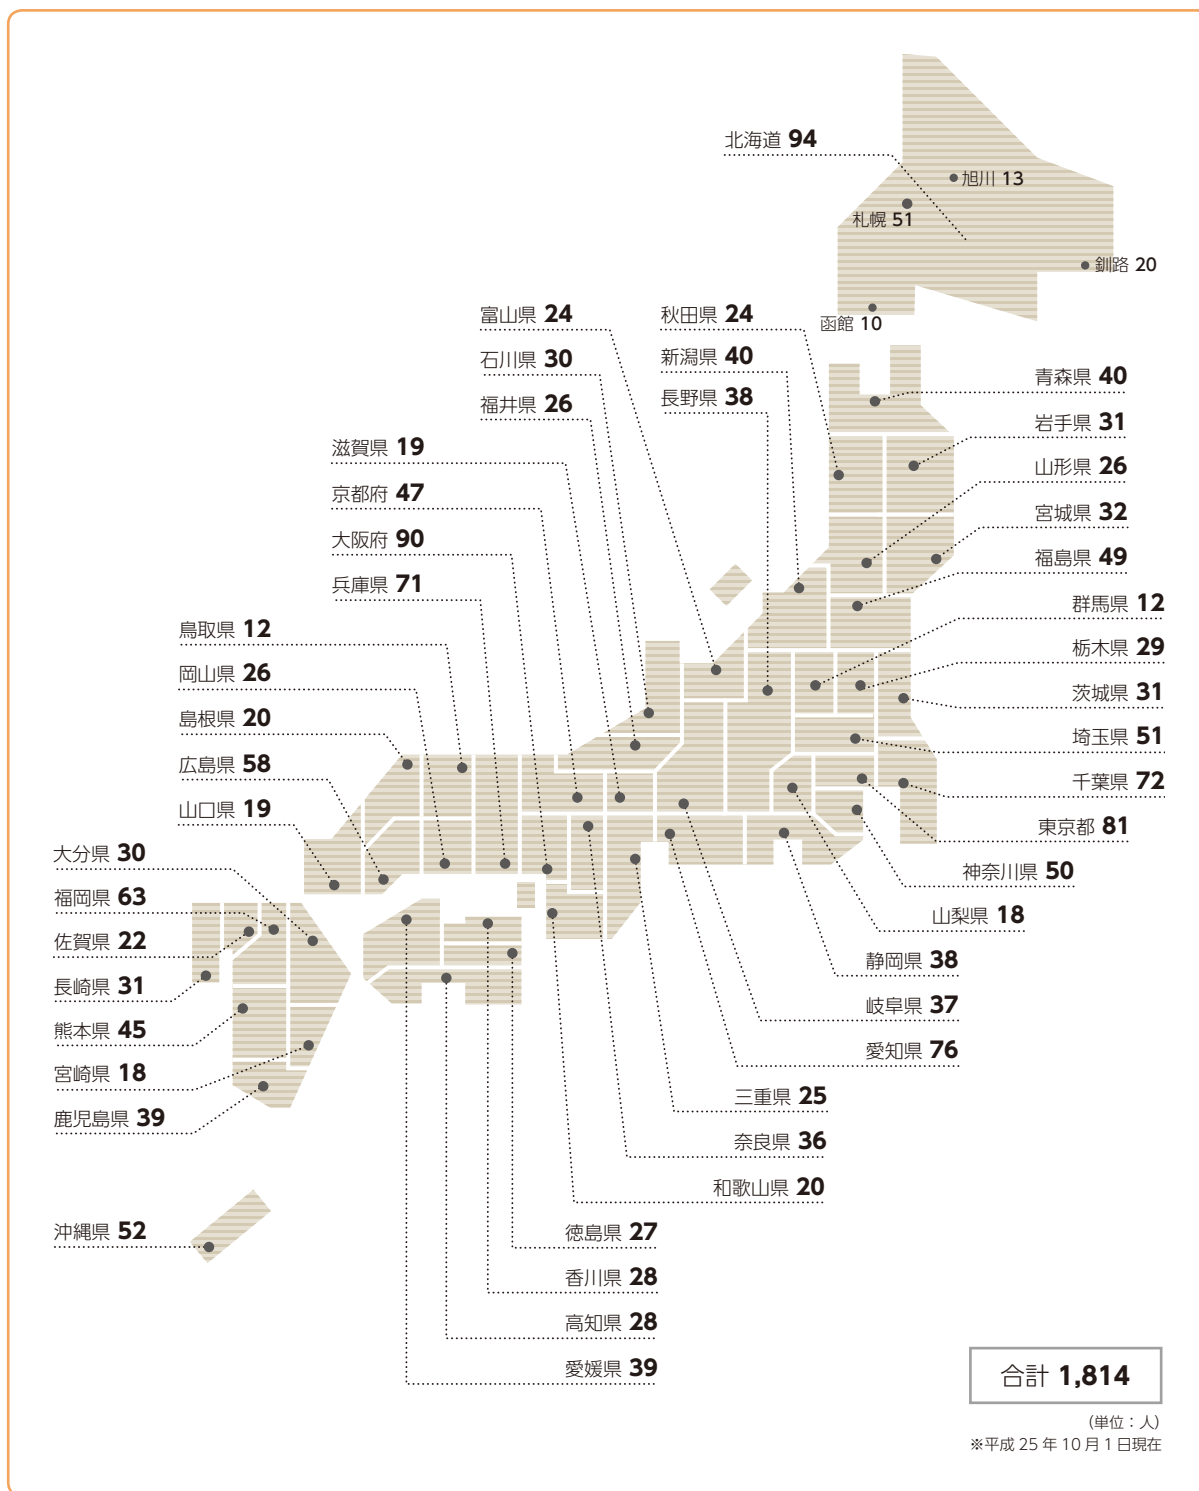 北海道 94
旭川 13
札幌 51
釧路 20
函館 10
富山県 24
石川県 30
福井県 26
滋賀県 19
京都府 47
大阪府 90
兵庫県 71
鳥取県 12
岡山県 26
島根県 20
広島県 58
山口県 19
大分県 30
福岡県 63
佐賀県 22
長崎県 31
熊本県 45
宮崎県 18
鹿児島県 39
沖縄県 52
秋田県 24
新潟県 40
長野県 38
青森県 40
岩手県 31
山形県 26
宮城県 32
福島県 49
群馬県 12
栃木県 29
茨城県 31
埼玉県 51
千葉県 72
東京都 81
神奈川県 50
山梨県 18
静岡県 38
岐阜県 37
愛知県 76
三重県 25
奈良県 36
和歌山県 20
徳島県 27
香川県 28
高知県 28
愛媛県 39
合計 1,814
(単位：人)
※平成 25 年 10 月 1 日現在